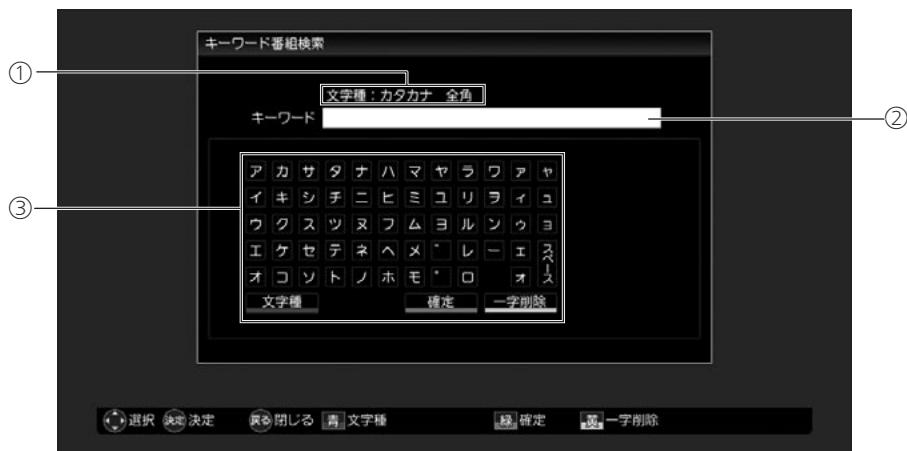 キーワード番組検索
①
文字種：カタカナ 全角
キーワード
②
③
ア カ サ タ ナ ハ マ ヤ ラ ワ ァ ャ
イ キ シ チ ニ ヒ ミ ユ リ ヲ ィ ュ
ウ ク ス ツ ヌ フ ム ヨ ル ン ゥ ョ
エ ケ セ テ ネ ヘ メ ゛ レ ー ェ スペース
オ コ ソ ト ノ ホ モ ゜ ロ ォ
文字種 確定 一字削除
選択 決定 決定 戻る 閉じる 青 文字種 緑 確定 黄 一字削除